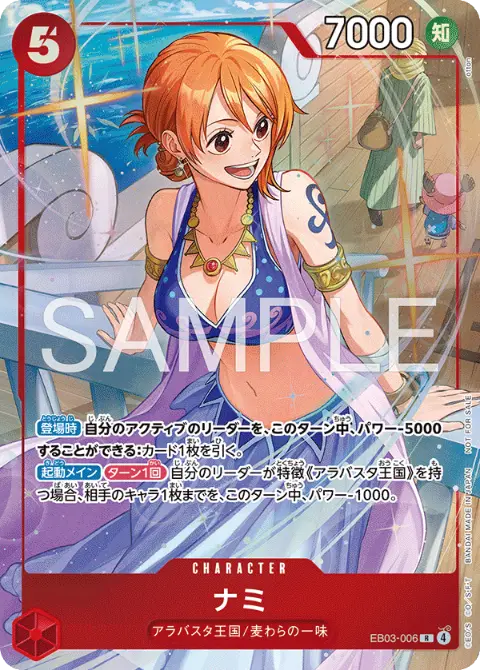 5
7000
知
illion
SAMPLE
登場時 自分のアクティブのリーダーを、このターン中、パワー-5000
することができる:カード1枚を引く。
起動メイン ターン1回 自分のリーダーが特徴《アラバスタ王国》を持
つ場合、相手のキャラ1枚までを、このターン中、パワー-1000。
CHARACTER
ナミ
アラバスタ王国/麦わらの一味
EB03-006 R 4
©E.O/S ©O/S・F・T BANDAI MADE IN JAPAN NOT FOR SALE